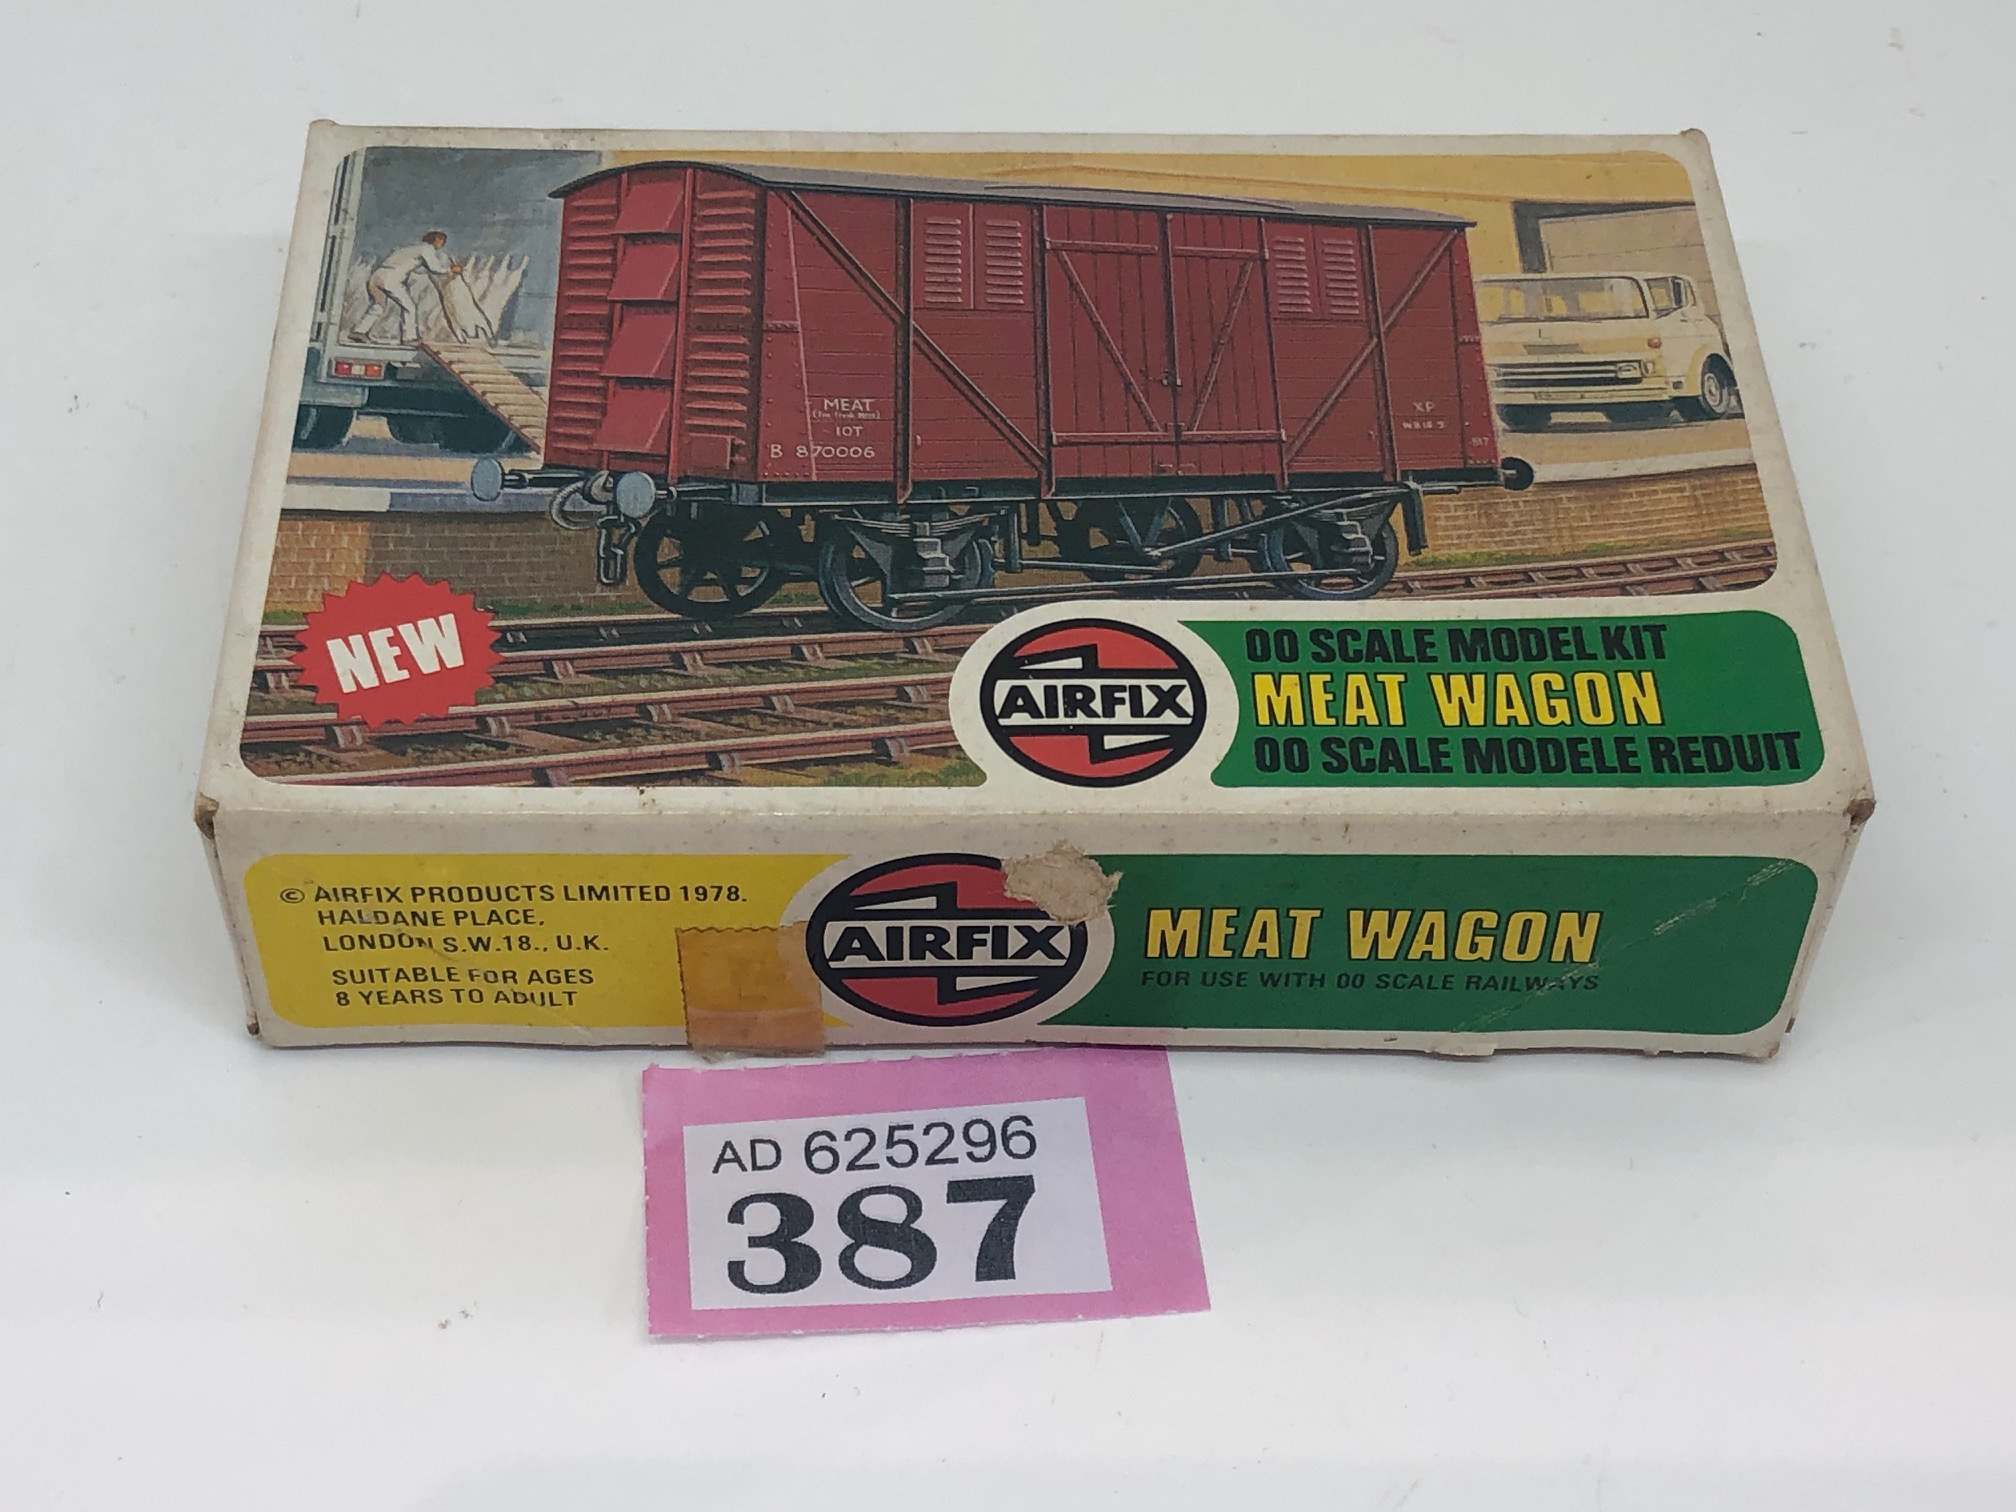 MEAT
10T
B 870006
XP
NEW
AIRFIX
00 SCALE MODEL KIT
MEAT WAGON
00 SCALE MODELE REDUIT
© AIRFIX PRODUCTS LIMITED 1978.
HALDANE PLACE,
LONDON S.W.18., U.K.
SUITABLE FOR AGES
8 YEARS TO ADULT
AIRFIX
MEAT WAGON
FOR USE WITH 00 SCALE RAILWAYS
AD 625296
387